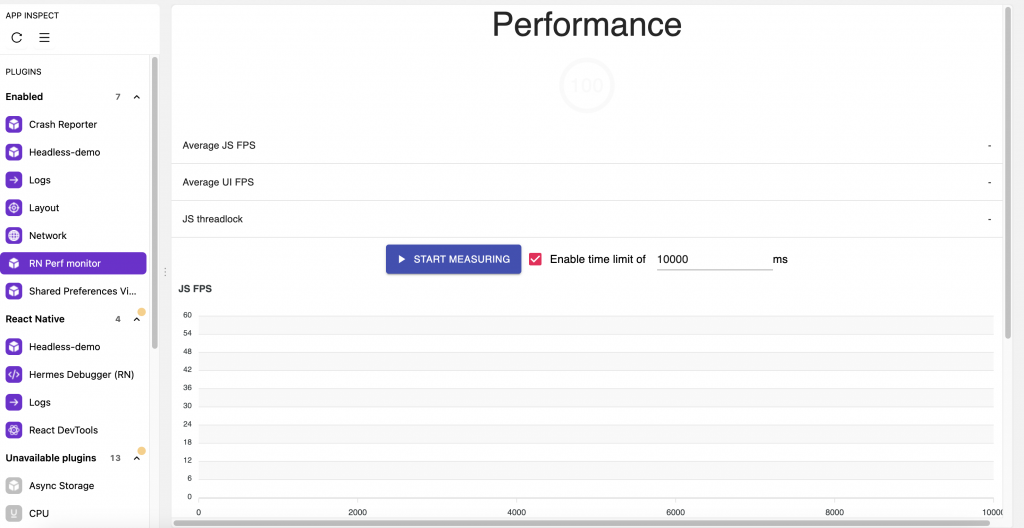 APP INSPECT
PLUGINS
Enabled 7
Crash Reporter
Headless-demo
Logs
Layout
Network
RN Perf monitor
Shared Preferences Vi...
React Native 4
Headless-demo
Hermes Debugger (RN)
Logs
React DevTools
Unavailable plugins 13
Async Storage
CPU
Performance
100
Average JS FPS -
Average UI FPS -
JS threadlock -
START MEASURING Enable time limit of 10000 ms
JS FPS
60
54
48
42
36
30
24
18
12
6
0
0 2000 4000 6000 8000 10000